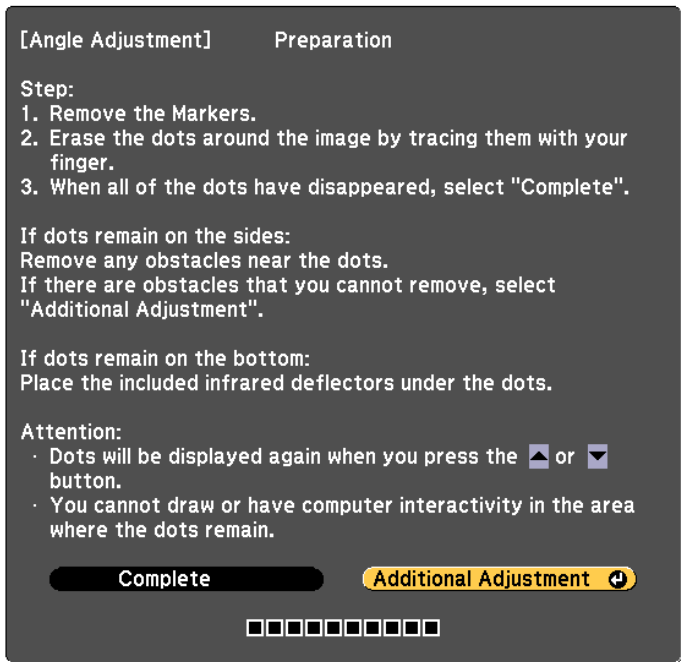 [Angle Adjustment] Preparation
Step:
1. Remove the Markers.
2. Erase the dots around the image by tracing them with your
finger.
3. When all of the dots have disappeared, select "Complete".
If dots remain on the sides:
Remove any obstacles near the dots.
If there are obstacles that you cannot remove, select
"Additional Adjustment".
If dots remain on the bottom:
Place the included infrared deflectors under the dots.
Attention:
· Dots will be displayed again when you press the ▲ or ▼
button.
· You cannot draw or have computer interactivity in the area
where the dots remain.
Complete Additional Adjustment